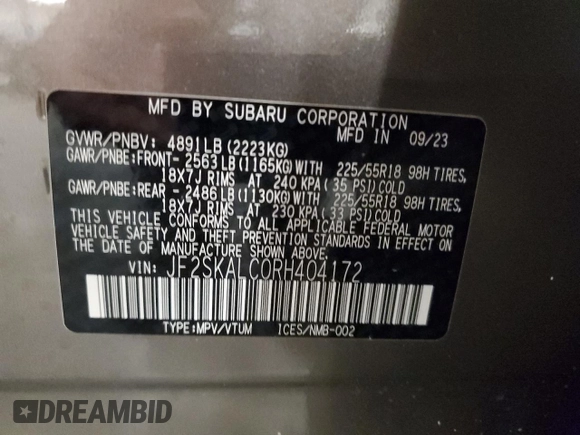 MFD BY SUBARU CORPORATION
MFD IN 09/23
GVWR/PNBV: 4891LB(2223KG)
GAWR/PNBE:FRONT- 2563LB(1165KG)WITH 225/55R18 98H TIRES,
18X7J RIMS AT 240 KPA(35 PSI)COLD
GAWR/PNBE:REAR - 2486LB(1130KG)WITH 225/55R18 98H TIRES,
18X7J RIMS AT 230 KPA(33 PSI)COLD
THIS VEHICLE CONFORMS TO ALL APPLICABLE FEDERAL MOTOR
VEHICLE SAFETY AND THEFT PREVENTION STANDARDS IN EFFECT ON
THE DATE OF MANUFACTURE SHOWN ABOVE.
VIN: JF2SKALC0RH404172
TYPE:MPV/VTUM ICES/NMB-002
DREAMBID